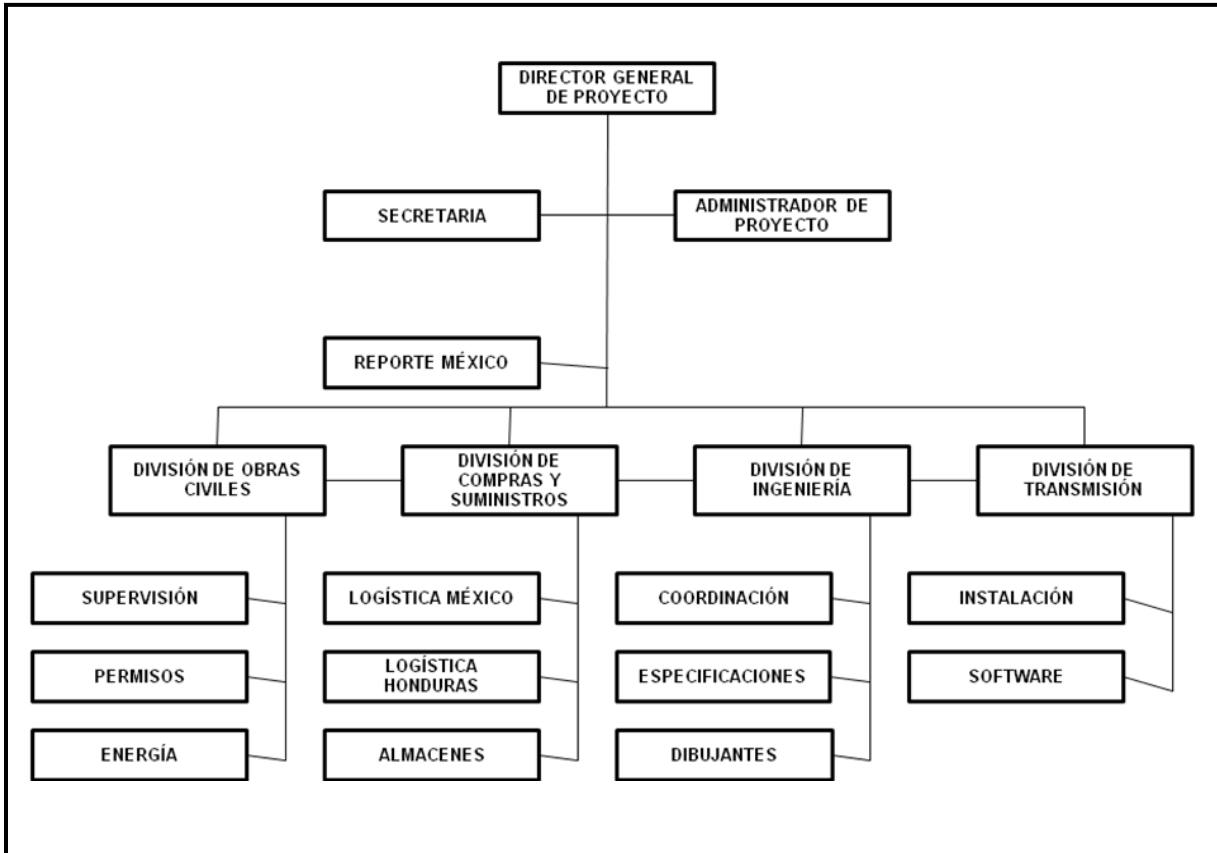 DIRECTOR GENERAL
DE PROYECTO
SECRETARIA
ADMINISTRADOR DE
PROYECTO
REPORTE MÉXICO
DIVISIÓN DE OBRAS
CIVILES
DIVISIÓN DE
COMPRAS Y
SUMINISTROS
DIVISIÓN DE
INGENIERÍA
DIVISIÓN DE
TRANSMISIÓN
SUPERVISIÓN
LOGÍSTICA MÉXICO
COORDINACIÓN
INSTALACIÓN
PERMISOS
LOGÍSTICA
HONDURAS
ESPECIFICACIONES
SOFTWARE
ENERGÍA
ALMACENES
DIBUJANTES